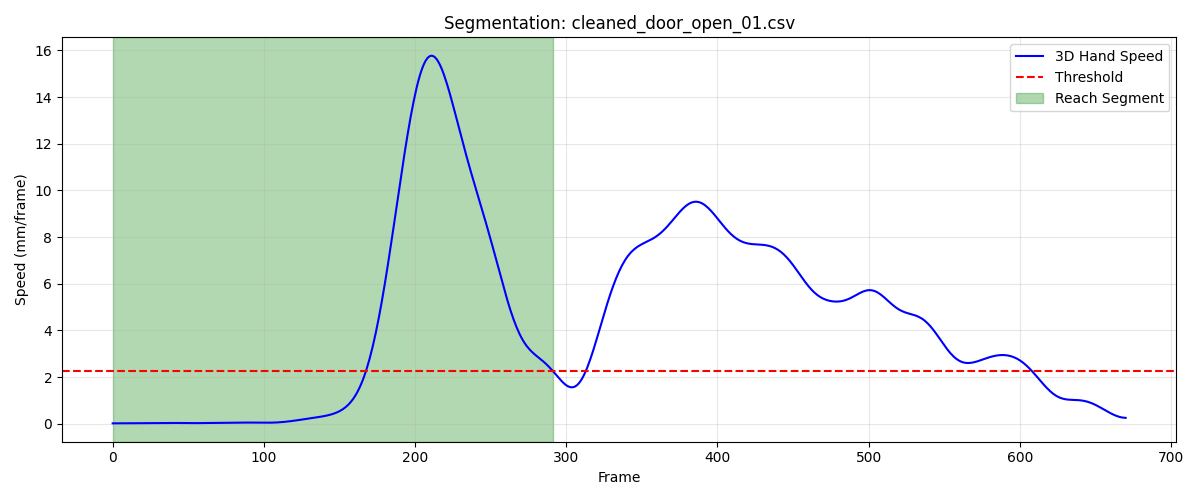 Segmentation: cleaned_door_open_01.csv
3D Hand Speed
Threshold
Reach Segment
Speed (mm/frame)
16
14
12
10
8
6
4
2
0
0 100 200 300 400 500 600 700
Frame